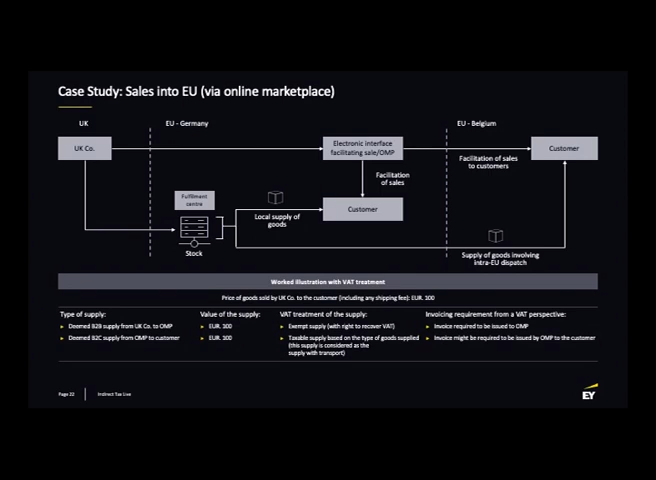 Case Study: Sales into EU (via online marketplace)
UK
EU - Germany
EU - Belgium
UK Co.
Electronic interface
facilitating sale/OMP
Customer
Facilitation of sales
to customers
Facilitation
of sales
Fulfilment
centre
Local supply of
goods
Customer
Stock
Supply of goods involving
intra-EU dispatch
Worked illustration with VAT treatment
Price of goods sold by UK Co. to the customer (including any shipping fee): EUR. 100
Type of supply:
Deemed B2B supply from UK Co. to OMP
Deemed B2C supply from OMP to customer
Value of the supply:
EUR. 100
EUR. 100
VAT treatment of the supply:
Exempt supply (with right to recover VAT)
Taxable supply based on the type of goods supplied
(this supply is considered as the
supply with transport)
Invoicing requirement from a VAT perspective:
Invoice required to be issued to OMP
Invoice might be required to be issued by OMP to the customer
Page 22
Indirect Tax Live
EY